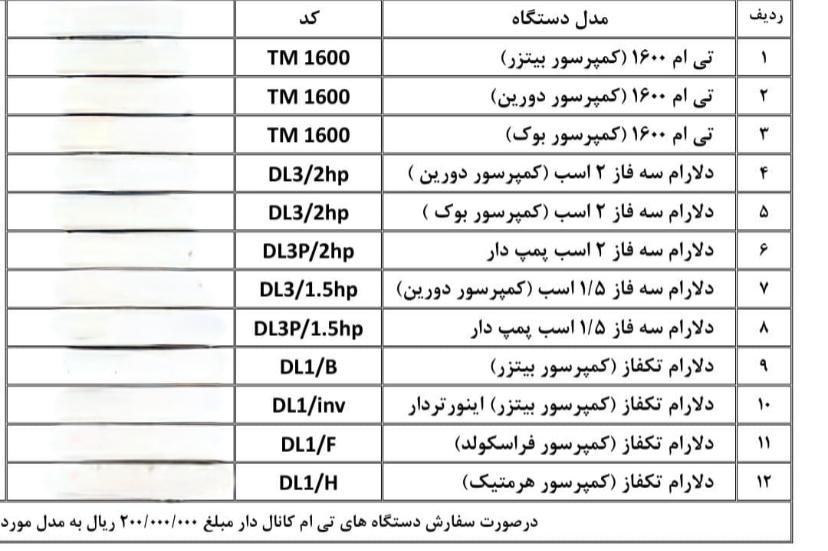 ردیف مدل دستگاه کد
۱ تی ام ۱۶۰۰ (کمپرسور بیتزر) TM 1600
۲ تی ام ۱۶۰۰ (کمپرسور دورین) TM 1600
۳ تی ام ۱۶۰۰ (کمپرسور بوک) TM 1600
۴ دلارام سه فاز ۲ اسب (کمپرسور دورین ) DL3/2hp
۵ دلارام سه فاز ۲ اسب (کمپرسور بوک ) DL3/2hp
۶ دلارام سه فاز ۲ اسب پمپ دار DL3P/2hp
۷ دلارام سه فاز ۱/۵ اسب (کمپرسور دورین) DL3/1.5hp
۸ دلارام سه فاز ۱/۵ اسب پمپ دار DL3P/1.5hp
۹ دلارام تکفاز (کمپرسور بیتزر) DL1/B
۱۰ دلارام تکفاز (کمپرسور بیتزر) اینورتردار DL1/inv
۱۱ دلارام تکفاز (کمپرسور فراسکولد) DL1/F
۱۲ دلارام تکفاز (کمپرسور هرمتیک) DL1/H
درصورت سفارش دستگاه های تی ام کانال دار مبلغ ۲۰۰/۰۰۰/۰۰۰ ریال به مدل مورد